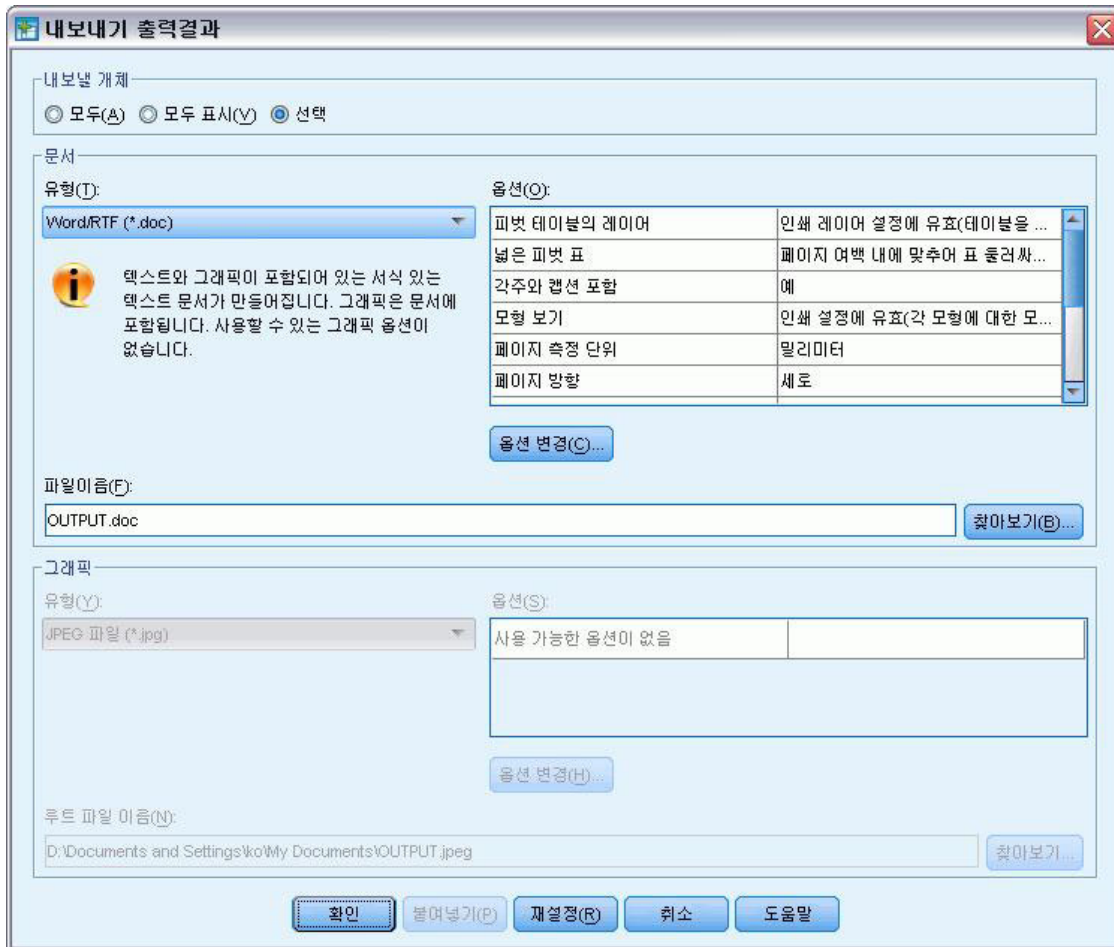 내보내기 출력결과
내보낼 개체
모두(A) 모두 표시(V) 선택
문서
유형(T):
Word/RTF (*.doc)
텍스트와 그래픽이 포함되어 있는 서식 있는
텍스트 문서가 만들어집니다. 그래픽은 문서에
포함됩니다. 사용할 수 있는 그래픽 옵션이
없습니다.
옵션(O):
피벗 테이블의 레이어 인쇄 레이어 설정에 유효(테이블을 ...
넓은 피벗 표 페이지 여백 내에 맞추어 표 둘러싸...
각주와 캡션 포함 예
모형 보기 인쇄 설정에 유효(각 모형에 대한 모...
페이지 측정 단위 밀리미터
페이지 방향 세로
옵션 변경(C)...
파일이름(F):
OUTPUT.doc 찾아보기(B)...
그래픽
유형(Y):
JPEG 파일 (*.jpg)
옵션(S):
사용 가능한 옵션이 없음
옵션 변경(H)...
루트 파일 이름(N):
D:\Documents and Settings\ko\My Documents\OUTPUT.jpeg 찾아보기...
확인 붙여넣기(P) 재설정(R) 취소 도움말